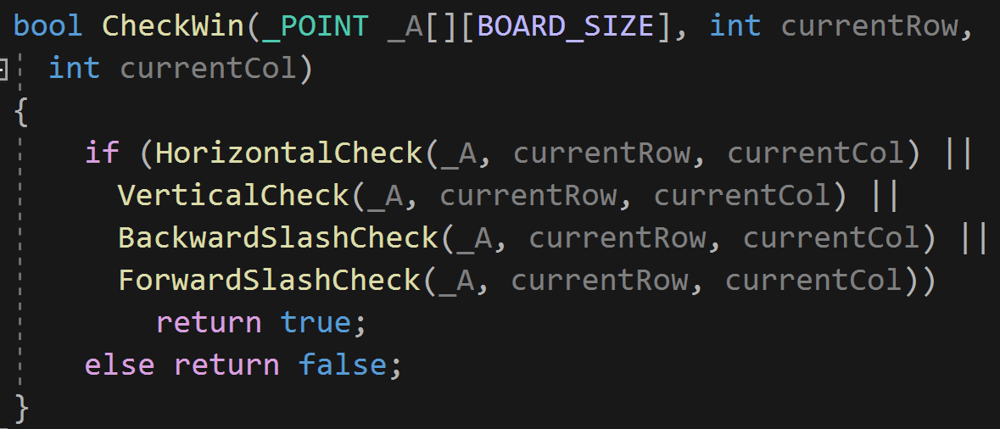 bool CheckWin(_POINT _A[][BOARD_SIZE], int currentRow,
int currentCol)
{
if (HorizontalCheck(_A, currentRow, currentCol) ||
VerticalCheck(_A, currentRow, currentCol) ||
BackwardSlashCheck(_A, currentRow, currentCol) ||
ForwardSlashCheck(_A, currentRow, currentCol))
return true;
else return false;
}